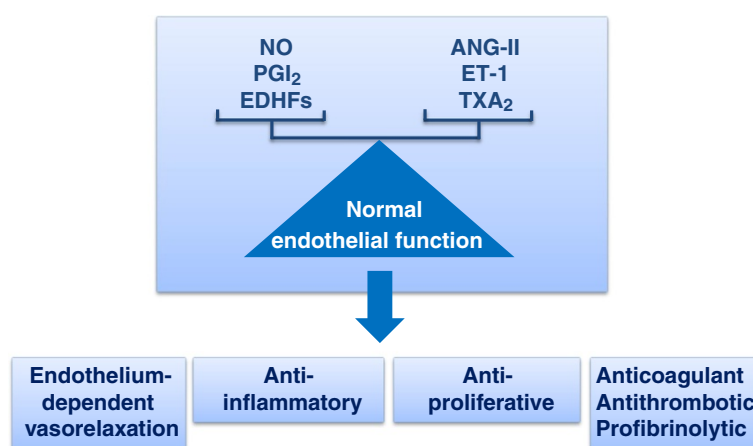 NO
PGI₂
EDHFs
ANG-II
ET-1
TXA₂
Normal
endothelial function
Endothelium-
dependent
vasorelaxation
Anti-
inflammatory
Anti-
proliferative
Anticoagulant
Antithrombotic
Profibrinolytic